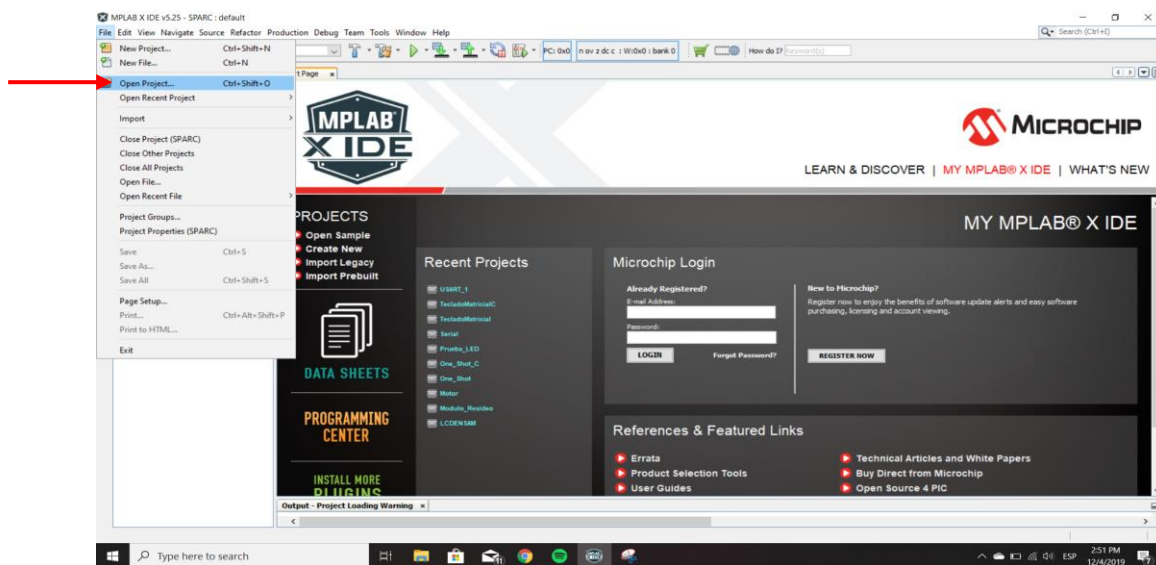 MPLAB X IDE v5.25 - SPARC : default
File Edit View Navigate Source Refactor Production Debug Team Tools Window Help
Search (Ctrl+I)
New Project... Ctrl+Shift+N
New File... Ctrl+N
PC: 0x0
n ov z dc c : W:0x0 : bank 0
How do I?
Keyword(s)
Open Project... Ctrl+Shift+O
Open Recent Project
Import
Close Project (SPARC)
Close Other Projects
Close All Projects
Open File...
Open Recent File
Project Groups...
Project Properties (SPARC)
Save Ctrl+S
Save As...
Save All Ctrl+Shift+S
Page Setup...
Print... Ctrl+Alt+Shift+P
Print to HTML...
Exit
t Page
MPLAB
X IDE
MICROCHIP
LEARN & DISCOVER | MY MPLAB® X IDE | WHAT'S NEW
PROJECTS
Open Sample
Create New
Import Legacy
Import Prebuilt
DATA SHEETS
PROGRAMMING
CENTER
INSTALL MORE
PLUGINS
Recent Projects
USART_1
TecladoMatricialC
TecladoMatricial
Serial
Prueba_LED
One_Shot_C
One_Shot
Motor
Modulo_Resideo
LCDENSAM
MY MPLAB® X IDE
Microchip Login
Already Registered?
E-mail Address:
Password:
LOGIN Forgot Password?
New to Microchip?
Register now to enjoy the benefits of software update alerts and easy software
purchasing, licensing and account viewing.
REGISTER NOW
References & Featured Links
Errata
Product Selection Tools
User Guides
Technical Articles and White Papers
Buy Direct from Microchip
Open Source 4 PIC
Output - Project Loading Warning
Type here to search
ESP
2:51 PM
12/4/2019